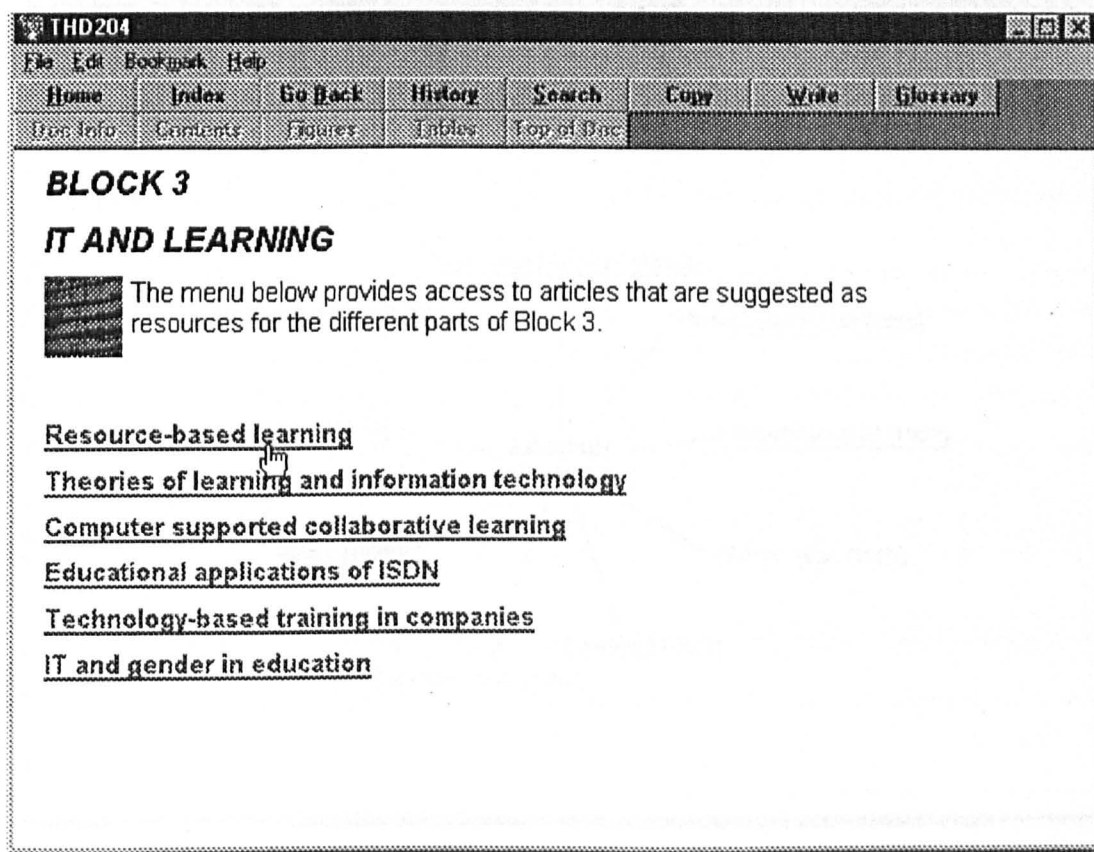 THD204
File Edit Bookmark Help
Home Index Go Back History Search Copy Write Glossary
Doc Info Contents Figures Tables Top of Doc
BLOCK 3
IT AND LEARNING
The menu below provides access to articles that are suggested as
resources for the different parts of Block 3.
Resource-based learning
Theories of learning and information technology
Computer supported collaborative learning
Educational applications of ISDN
Technology-based training in companies
IT and gender in education